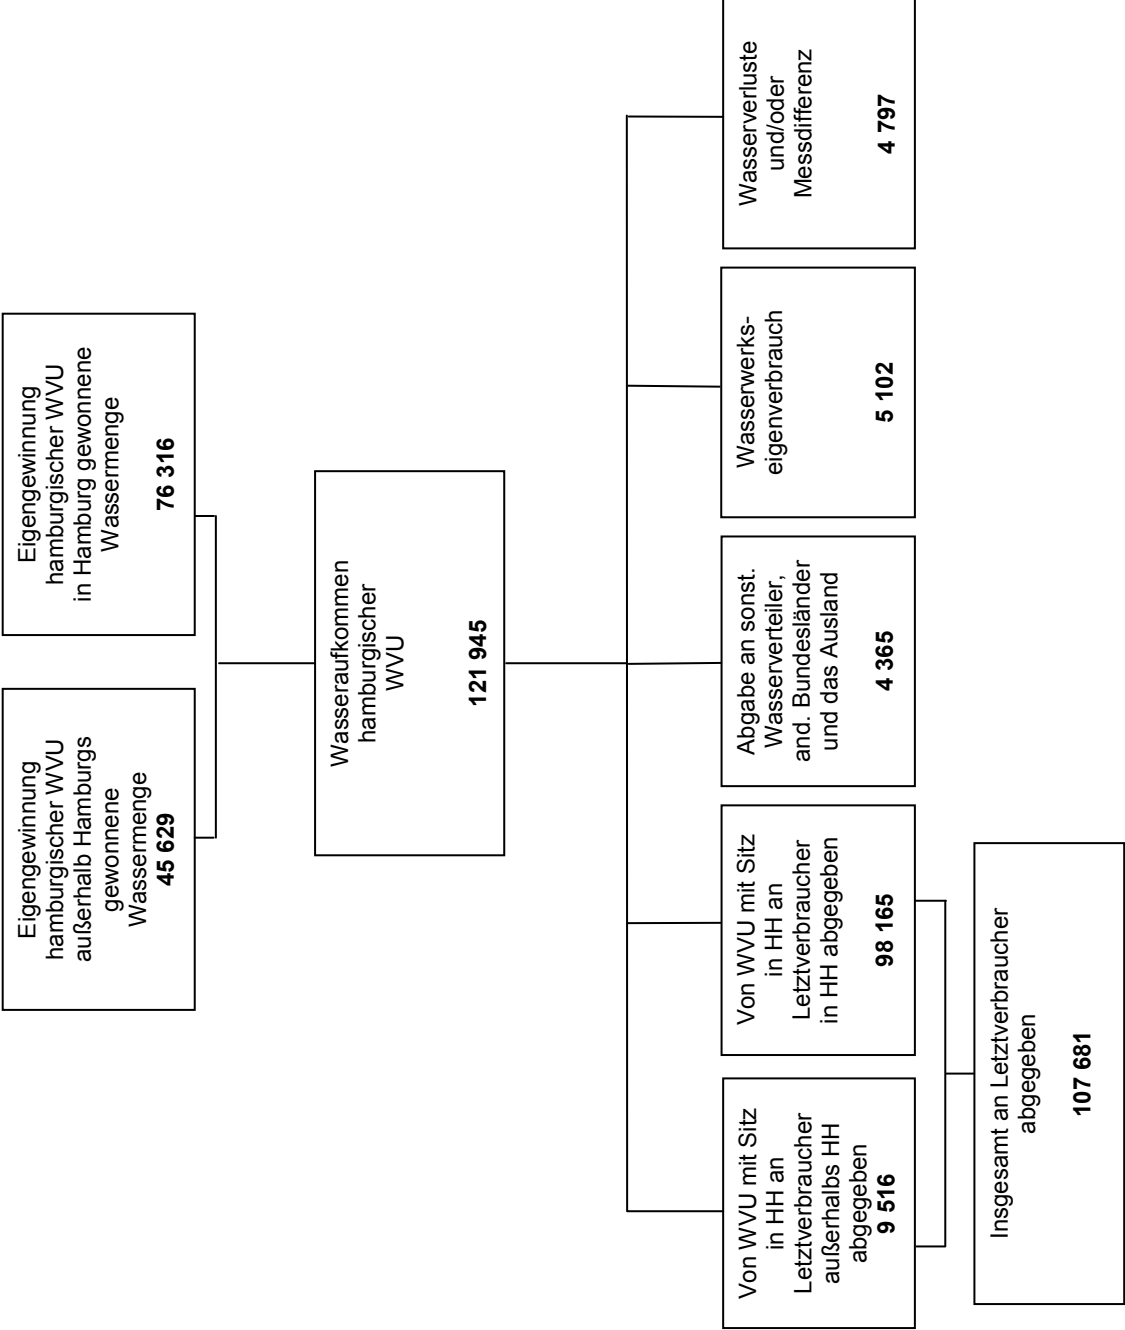 Eigengewinnung
hamburgischer WVU
außerhalb Hamburgs
gewonnene
Wassermenge
45 629
Eigengewinnung
hamburgischer WVU
in Hamburg gewonnene
Wassermenge
76 316
Wasseraufkommen
hamburgischer
WVU
121 945
Von WVU mit Sitz
in HH an
Letztverbraucher
außerhalbs HH
abgegeben
9 516
Von WVU mit Sitz
in HH an
Letztverbraucher
in HH abgegeben
98 165
Abgabe an sonst.
Wasserverteiler,
and. Bundesländer
und das Ausland
4 365
Wasserwerks-
eigenverbrauch
5 102
Wasserverluste
und/oder
Messdifferenz
4 797
Insgesamt an Letztverbraucher
abgegeben
107 681